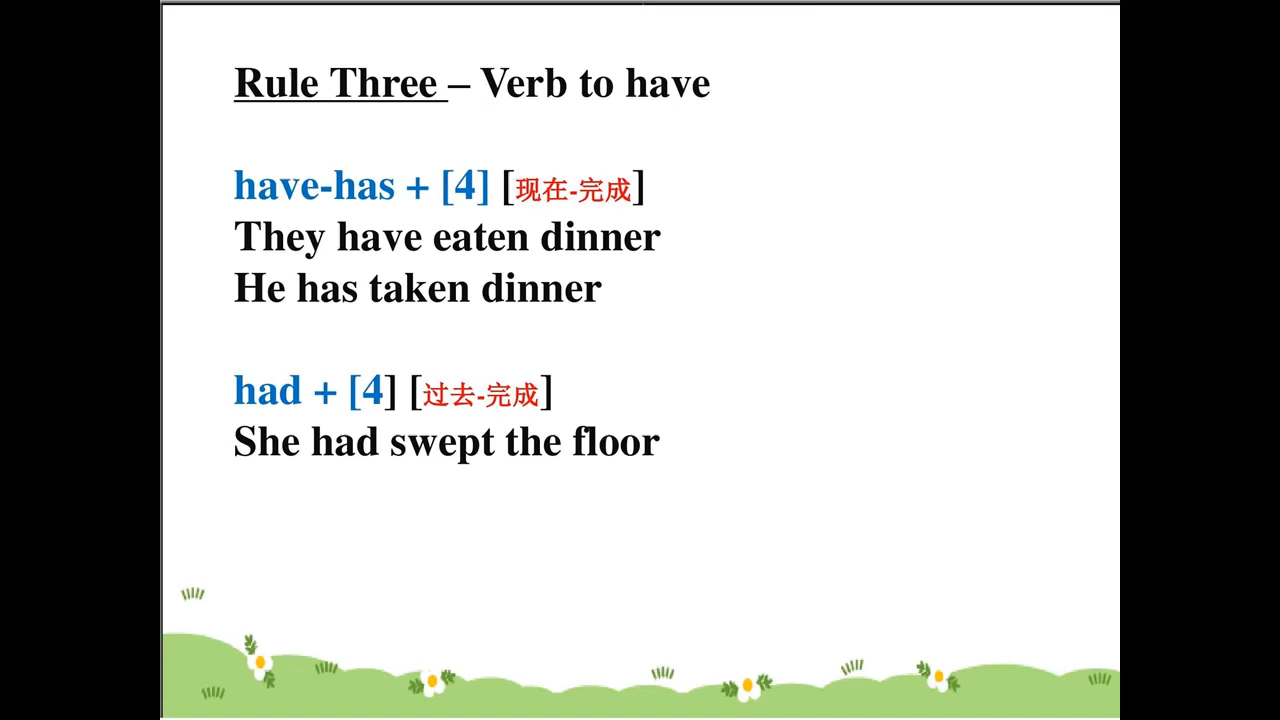 Rule Three – Verb to have
have-has + [4] [现在-完成]
They have eaten dinner
He has taken dinner
had + [4] [过去-完成]
She had swept the floor